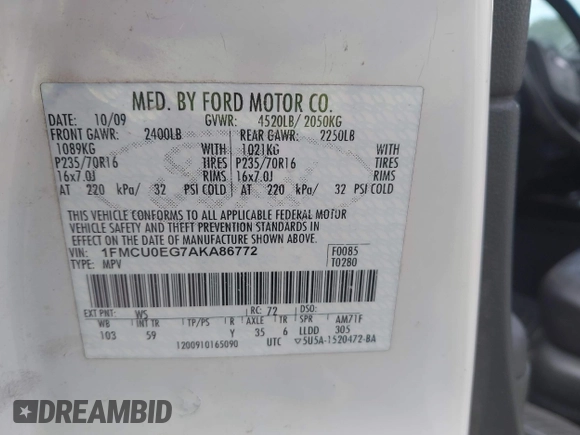 MFD. BY FORD MOTOR CO.
DATE: 10/09 GVWR: 4520LB/ 2050KG
FRONT GAWR: 2400LB REAR GAWR: 2250LB
1089KG WITH 1021KG WITH
P235/70R16 TIRES P235/70R16 TIRES
16x7.0J RIMS 16x7.0J RIMS
AT 220 kPa/ 32 PSI COLD AT 220 kPa/ 32 PSI COLD
THIS VEHICLE CONFORMS TO ALL APPLICABLE FEDERAL MOTOR
VEHICLE SAFETY AND THEFT PREVENTION STANDARDS IN
EFFECT ON THE DATE OF MANUFACTURE SHOWN ABOVE.
VIN: 1FMCU0EG7AKA86772 F0085
TYPE: MPV T0280
EXT PNT: WS RC: 72 DSO:
WB INT TR TP/PS R AXLE TR SPR AM71F
103 59 Y 35 6 LLDD 305
1200910165090 UTC ▽5U5A-1520472-BA
DREAMBID